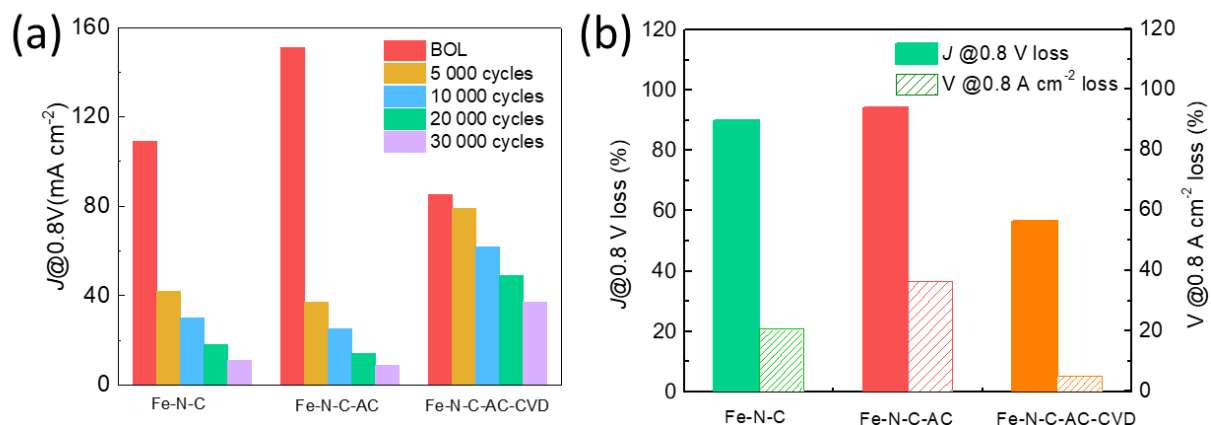 (a)
J@0.8V(mA cm-2)
160
120
80
40
0
BOL
5 000 cycles
10 000 cycles
20 000 cycles
30 000 cycles
Fe-N-C
Fe-N-C-AC
Fe-N-C-AC-CVD
(b)
J@0.8 V loss (%)
120
100
80
60
40
20
0
J @0.8 V loss
V @0.8 A cm-2 loss
Fe-N-C
Fe-N-C-AC
Fe-N-C-AC-CVD
120
100
80
60
40
20
0
V @0.8 A cm-2 loss (%)